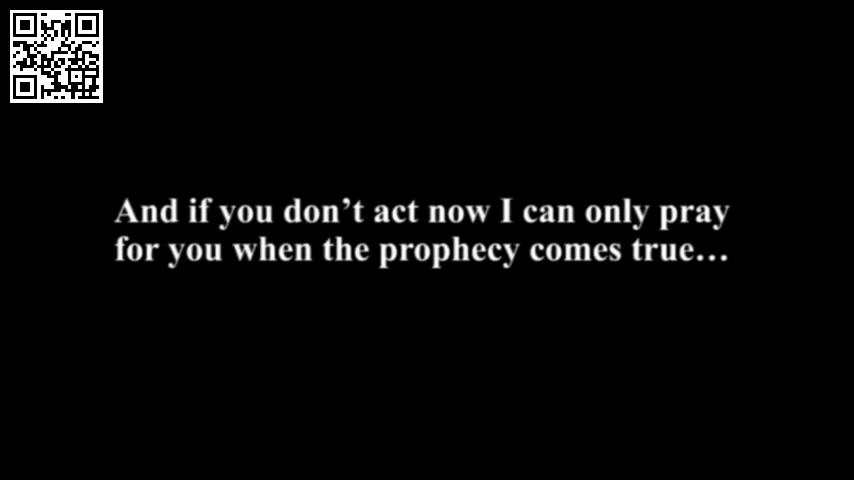 And if you don’t act now I can only pray
for you when the prophecy comes true…